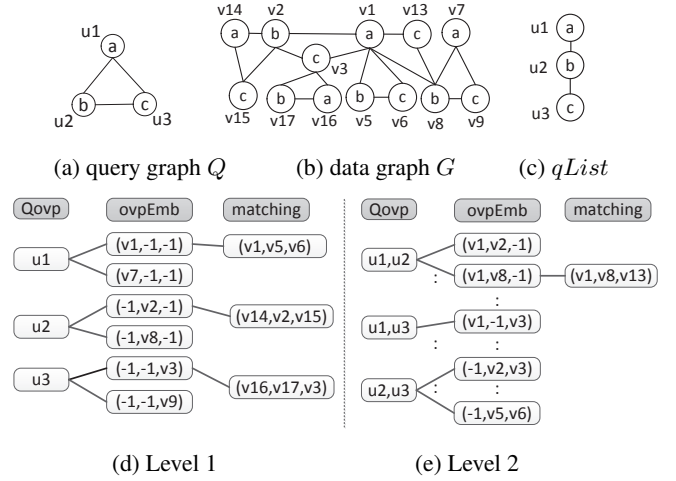 v14 v2 v1 v13 v7
u1 a
a b a c a
u1 a
c v3
u2 b
b c
u2 u3
c b a b c b c
v15 v17 v16 v5 v6 v8 v9
u3 c
(a) query graph Q
(b) data graph G
(c) qList
Qovp ovpEmb matching
u1
(v1,-1,-1)
(v1,v5,v6)
(v7,-1,-1)
u2
(-1,v2,-1)
(v14,v2,v15)
(-1,v8,-1)
u3
(-1,-1,v3)
(v16,v17,v3)
(-1,-1,v9)
(d) Level 1
Qovp ovpEmb matching
u1,u2
(v1,v2,-1)
(v1,v8,-1)
(v1,v8,v13)
:
:
u1,u3
(v1,-1,v3)
: :
u2,u3
(-1,v2,v3)
: :
(-1,v5,v6)
(e) Level 2